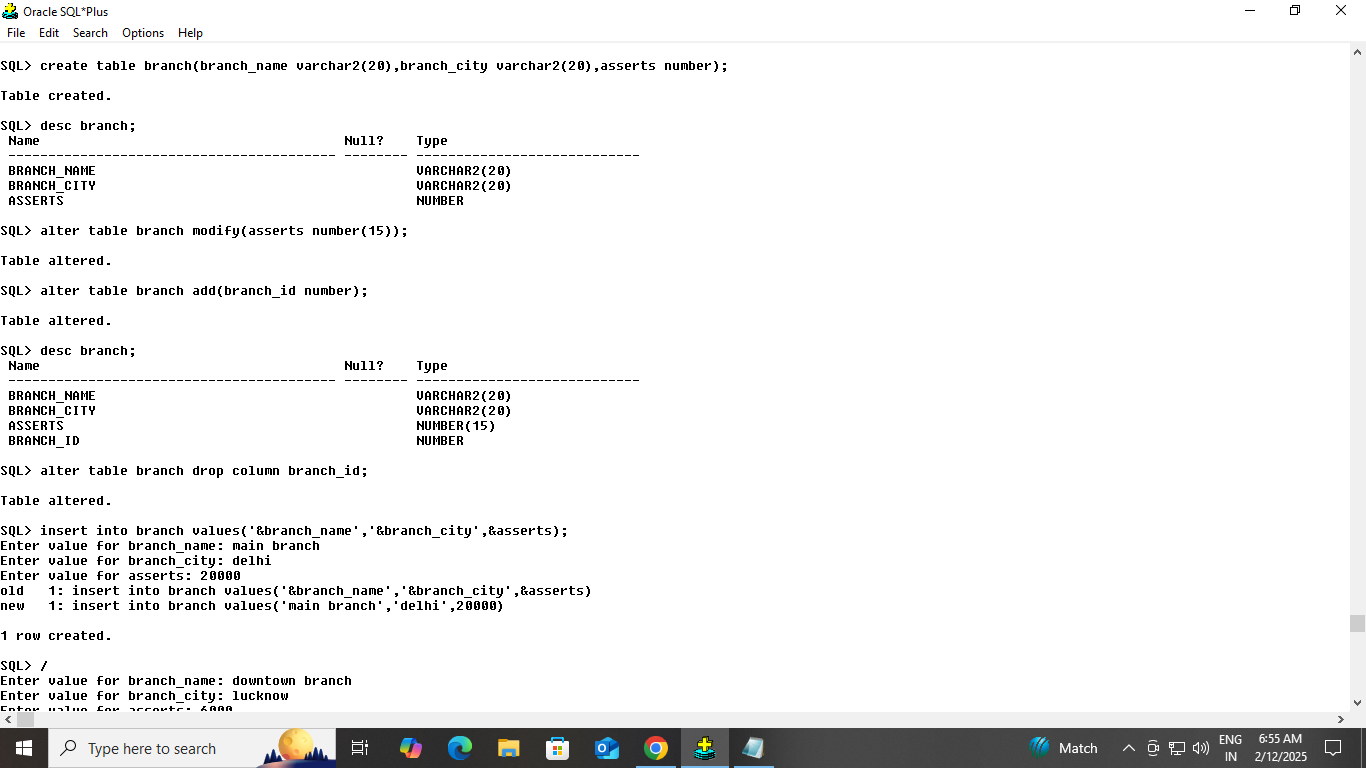 Oracle SQL*Plus
File Edit Search Options Help
SQL> create table branch(branch_name varchar2(20),branch_city varchar2(20),asserts number);
Table created.
SQL> desc branch;
Name Null? Type
----------------------------------------- -------- ----------------------------
BRANCH_NAME VARCHAR2(20)
BRANCH_CITY VARCHAR2(20)
ASSERTS NUMBER
SQL> alter table branch modify(asserts number(15));
Table altered.
SQL> alter table branch add(branch_id number);
Table altered.
SQL> desc branch;
Name Null? Type
----------------------------------------- -------- ----------------------------
BRANCH_NAME VARCHAR2(20)
BRANCH_CITY VARCHAR2(20)
ASSERTS NUMBER(15)
BRANCH_ID NUMBER
SQL> alter table branch drop column branch_id;
Table altered.
SQL> insert into branch values('&branch_name','&branch_city',&asserts);
Enter value for branch_name: main branch
Enter value for branch_city: delhi
Enter value for asserts: 20000
old 1: insert into branch values('&branch_name','&branch_city',&asserts)
new 1: insert into branch values('main branch','delhi',20000)
1 row created.
SQL> /
Enter value for branch_name: downtown branch
Enter value for branch_city: lucknow
Enter value for asserts: 6000
Type here to search
Match
ENG
IN
6:55 AM
2/12/2025